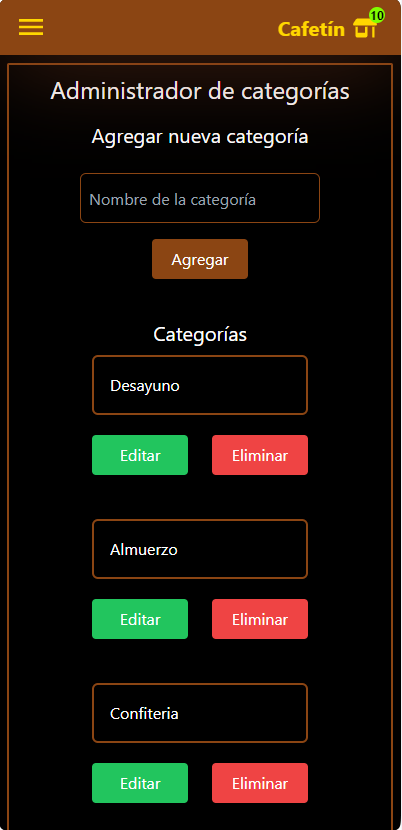 Cafetín 10
Administrador de categorías
Agregar nueva categoría
Nombre de la categoría
Agregar
Categorías
Desayuno
Editar Eliminar
Almuerzo
Editar Eliminar
Confiteria
Editar Eliminar